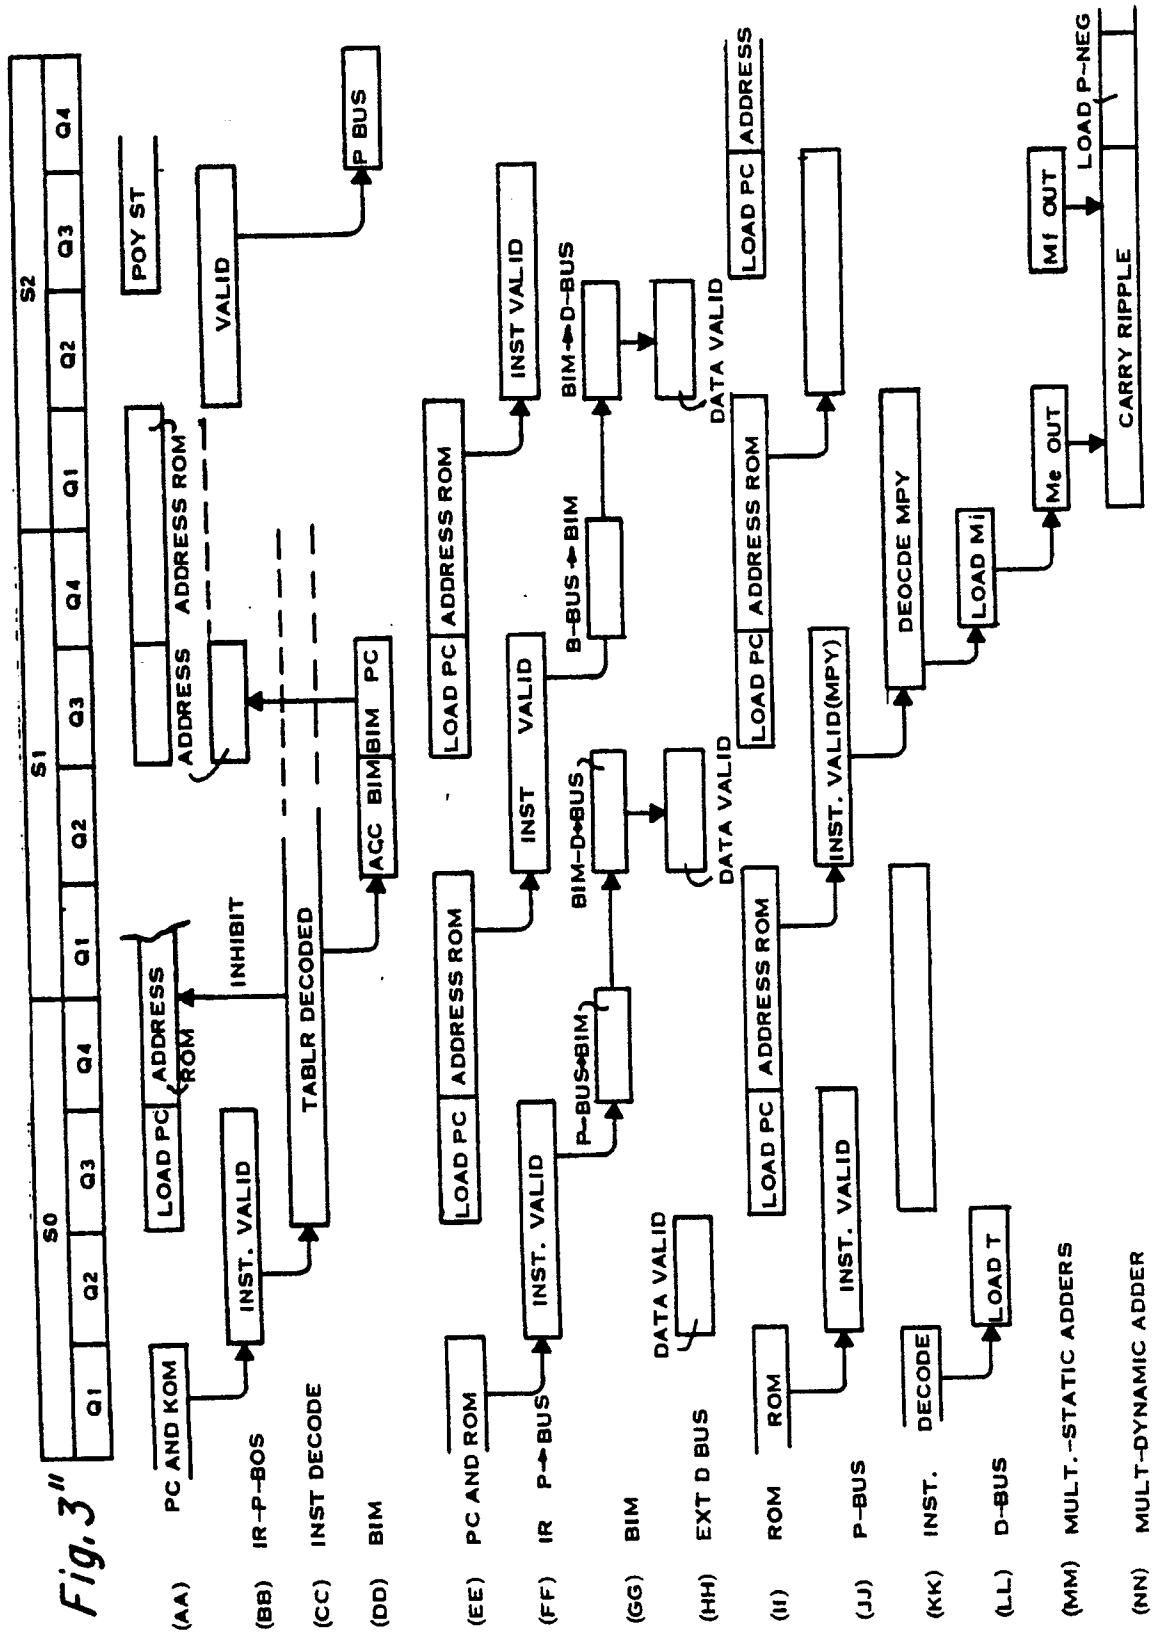 Fig. 3"
S0 S1 S2
Q1 Q2 Q3 Q4 Q1 Q2 Q3 Q4 Q1 Q2 Q3 Q4
(AA) PC AND KOM LOAD PC ADDRESS ROM ADDRESS ADDRESS ROM POY ST
INHIBIT
(BB) IR-P-BOS INST. VALID VALID
(CC) INST DECODE TABLR DECODED
(DD) BIM ACC BIM BIM PC P BUS
(EE) PC AND ROM LOAD PC ADDRESS ROM LOAD PC ADDRESS ROM
(FF) IR P→BUS INST. VALID INST VALID INST VALID
P-BUS→BIM BIM-D→BUS B-BUS→BIM BIM→D-BUS
(GG) BIM
DATA VALID DATA VALID DATA VALID
(HH) EXT D BUS
(II) ROM ROM LOAD PC ADDRESS ROM LOAD PC ADDRESS ROM LOAD PC ADDRESS
(JJ) P-BUS INST. VALID INST. VALID(MPY)
(KK) INST. DECODE DEOCDE MPY
(LL) D-BUS LOAD T LOAD Mi
(MM) MULT.-STATIC ADDERS Me OUT Mf OUT
LOAD P-NEG
(NN) MULT-DYNAMIC ADDER CARRY RIPPLE